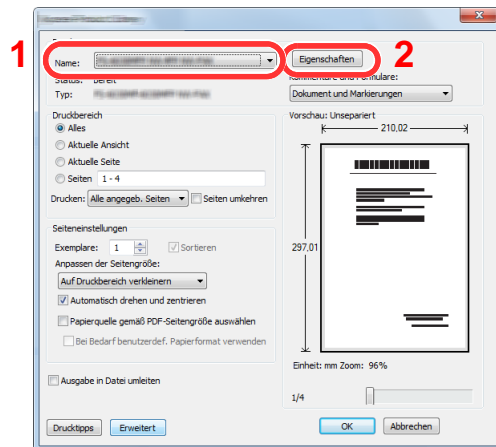 1
2
Name:
Eigenschaften
Status: Bereit
Kommentare und Formulare:
Typ:
Dokument und Markierungen
Druckbereich
Alles
Aktuelle Ansicht
Aktuelle Seite
Seiten 1 - 4
Drucken: Alle angegeb. Seiten
Seiten umkehren
Vorschau: Unsepariert
210,02
297,01
Seiteneinstellungen
Exemplare: 1
Sortieren
Anpassen der Seitengröße:
Auf Druckbereich verkleinern
Automatisch drehen und zentrieren
Papierquelle gemäß PDF-Seitengröße auswählen
Bei Bedarf benutzerdef. Papierformat verwenden
Einheit: mm Zoom: 96%
Ausgabe in Datei umleiten
1/4
Drucktipps
Erweitert
OK
Abbrechen